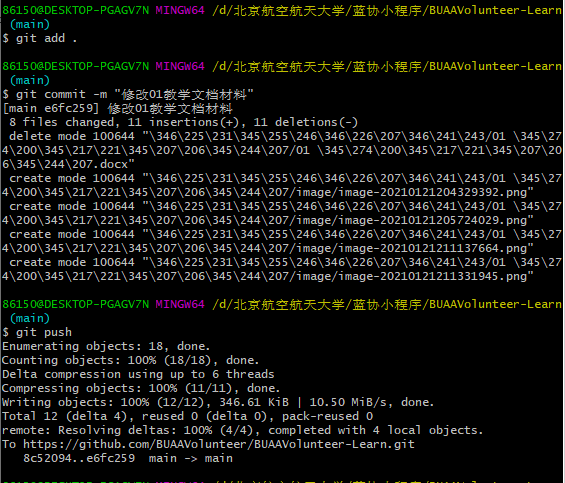 86150@DESKTOP-PGAGV7N MINGW64 /d/北京航空航天大学/蓝协小程序/BUAAVolunteer-Learn
(main)
$ git add .
86150@DESKTOP-PGAGV7N MINGW64 /d/北京航空航天大学/蓝协小程序/BUAAVolunteer-Learn
(main)
$ git commit -m "修改01教学文档材料"
[main e6fc259] 修改01教学文档材料
8 files changed, 11 insertions(+), 11 deletions(-)
delete mode 100644 "\346\225\231\345\255\246\346\226\207\346\241\243/01 \345\27
4\200\345\217\221\345\207\206\345\244\207/01 \345\274\200\345\217\221\345\207\20
6\345\244\207.docx"
create mode 100644 "\346\225\231\345\255\246\346\226\207\346\241\243/01 \345\27
4\200\345\217\221\345\207\206\345\244\207/image/image-20210121204329392.png"
create mode 100644 "\346\225\231\345\255\246\346\226\207\346\241\243/01 \345\27
4\200\345\217\221\345\207\206\345\244\207/image/image-20210121205724029.png"
create mode 100644 "\346\225\231\345\255\246\346\226\207\346\241\243/01 \345\27
4\200\345\217\221\345\207\206\345\244\207/image/image-20210121211137664.png"
create mode 100644 "\346\225\231\345\255\246\346\226\207\346\241\243/01 \345\27
4\200\345\217\221\345\207\206\345\244\207/image/image-20210121211331945.png"
86150@DESKTOP-PGAGV7N MINGW64 /d/北京航空航天大学/蓝协小程序/BUAAVolunteer-Learn
(main)
$ git push
Enumerating objects: 18, done.
Counting objects: 100% (18/18), done.
Delta compression using up to 6 threads
Compressing objects: 100% (11/11), done.
Writing objects: 100% (12/12), 346.61 KiB | 10.50 MiB/s, done.
Total 12 (delta 4), reused 0 (delta 0), pack-reused 0
remote: Resolving deltas: 100% (4/4), completed with 4 local objects.
To https://github.com/BUAAVolunteer/BUAAVolunteer-Learn.git
8c52094..e6fc259  main -> main